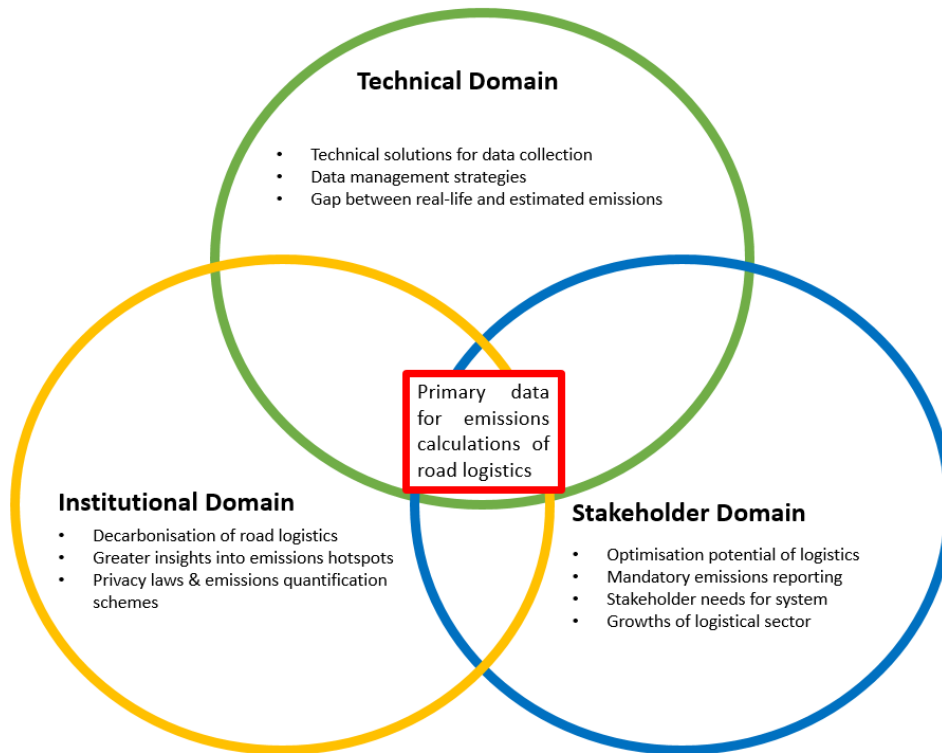 Technical Domain
• Technical solutions for data collection
• Data management strategies
• Gap between real-life and estimated emissions
Primary data
for emissions
calculations of
road logistics
Institutional Domain
• Decarbonisation of road logistics
• Greater insights into emissions hotspots
• Privacy laws & emissions quantification
schemes
Stakeholder Domain
• Optimisation potential of logistics
• Mandatory emissions reporting
• Stakeholder needs for system
• Growths of logistical sector